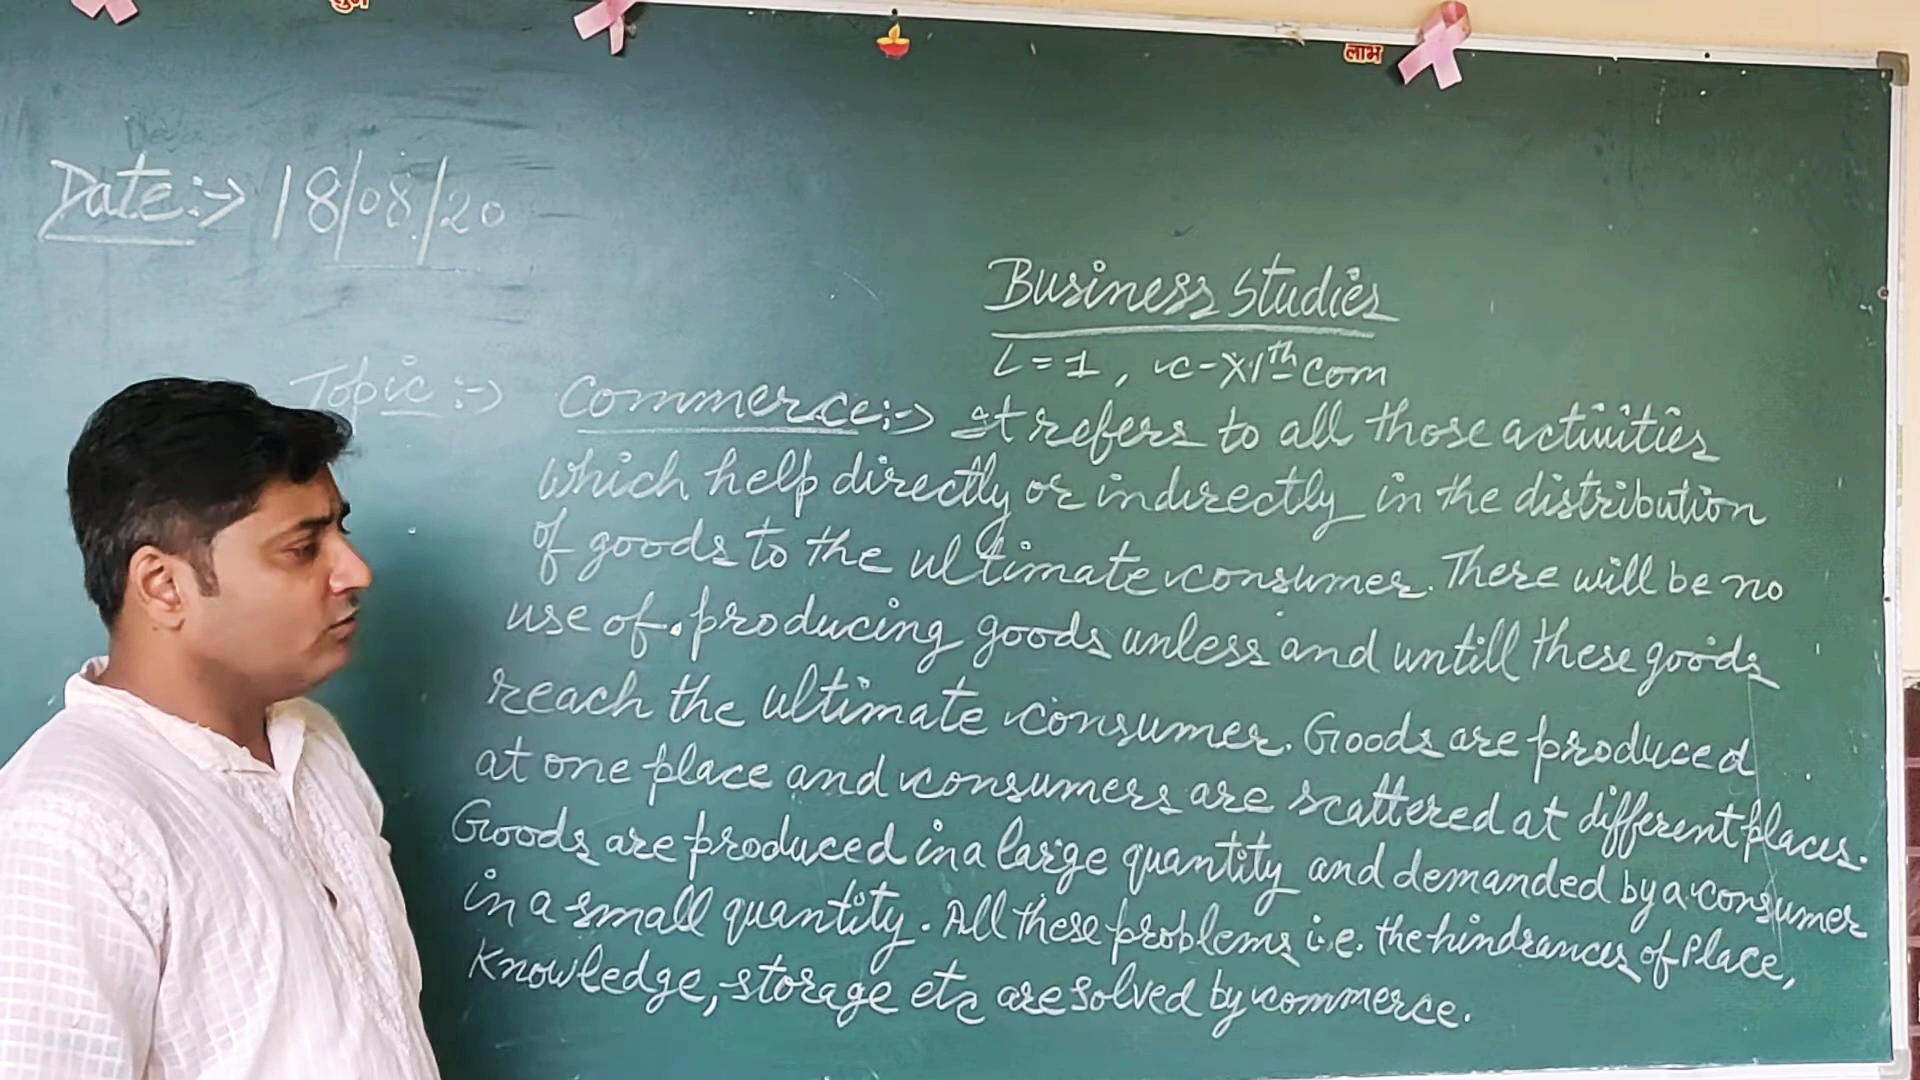 शुभ
लाभ
Date:-> 18/08/20
Business Studies
L=1, C-XIth Com
Topic:-> Commerce:-> It refers to all those activities
which help directly or indirectly in the distribution
of goods to the ultimate consumer. There will be no
use of producing goods unless and untill these goods
reach the ultimate consumer. Goods are produced
at one place and consumers are scattered at different places.
Goods are produced in a large quantity and demanded by a consumer
in a small quantity. All these problems i.e. the hindrances of Place,
Knowledge, storage etc are solved by commerce.